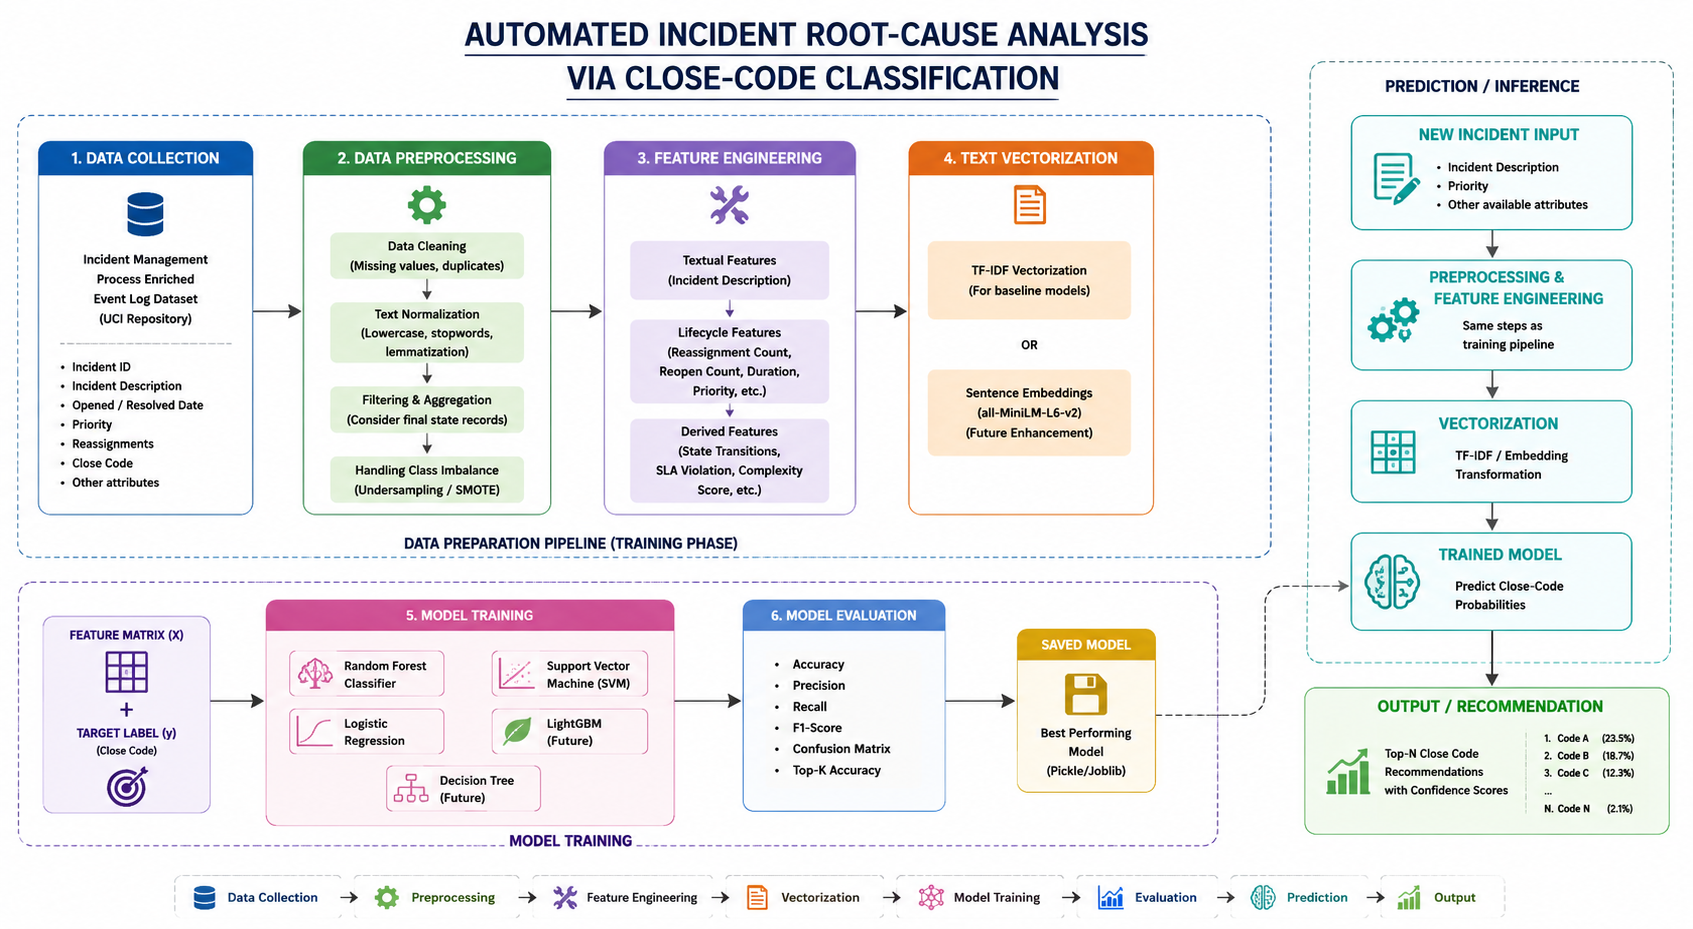 AUTOMATED INCIDENT ROOT-CAUSE ANALYSIS
VIA CLOSE-CODE CLASSIFICATION
1. DATA COLLECTION
Incident Management
Process Enriched
Event Log Dataset
(UCI Repository)
• Incident ID
• Incident Description
• Opened / Resolved Date
• Priority
• Reassignments
• Close Code
• Other attributes
2. DATA PREPROCESSING
Data Cleaning
(Missing values, duplicates)
Text Normalization
(Lowercase, stopwords,
lemmatization)
Filtering & Aggregation
(Consider final state records)
Handling Class Imbalance
(Undersampling / SMOTE)
3. FEATURE ENGINEERING
Textual Features
(Incident Description)
Lifecycle Features
(Reassignment Count,
Reopen Count, Duration,
Priority, etc.)
Derived Features
(State Transitions,
SLA Violation, Complexity
Score, etc.)
4. TEXT VECTORIZATION
TF-IDF Vectorization
(For baseline models)
OR
Sentence Embeddings
(all-MiniLM-L6-v2)
(Future Enhancement)
DATA PREPARATION PIPELINE (TRAINING PHASE)
FEATURE MATRIX (X)
+
TARGET LABEL (y)
(Close Code)
5. MODEL TRAINING
Random Forest
Classifier
Support Vector
Machine (SVM)
Logistic
Regression
LightGBM
(Future)
Decision Tree
(Future)
6. MODEL EVALUATION
• Accuracy
• Precision
• Recall
• F1-Score
• Confusion Matrix
• Top-K Accuracy
SAVED MODEL
Best Performing
Model
(Pickle/Joblib)
MODEL TRAINING
PREDICTION / INFERENCE
NEW INCIDENT INPUT
• Incident Description
• Priority
• Other available attributes
PREPROCESSING &
FEATURE ENGINEERING
Same steps as
training pipeline
VECTORIZATION
TF-IDF / Embedding
Transformation
TRAINED MODEL
Predict Close-Code
Probabilities
OUTPUT / RECOMMENDATION
Top-N Close Code
Recommendations
with Confidence Scores
1. Code A (23.5%)
2. Code B (18.7%)
3. Code C (12.3%)
...
N. Code N (2.1%)
Data Collection
Preprocessing
Feature Engineering
Vectorization
Model Training
Evaluation
Prediction
Output